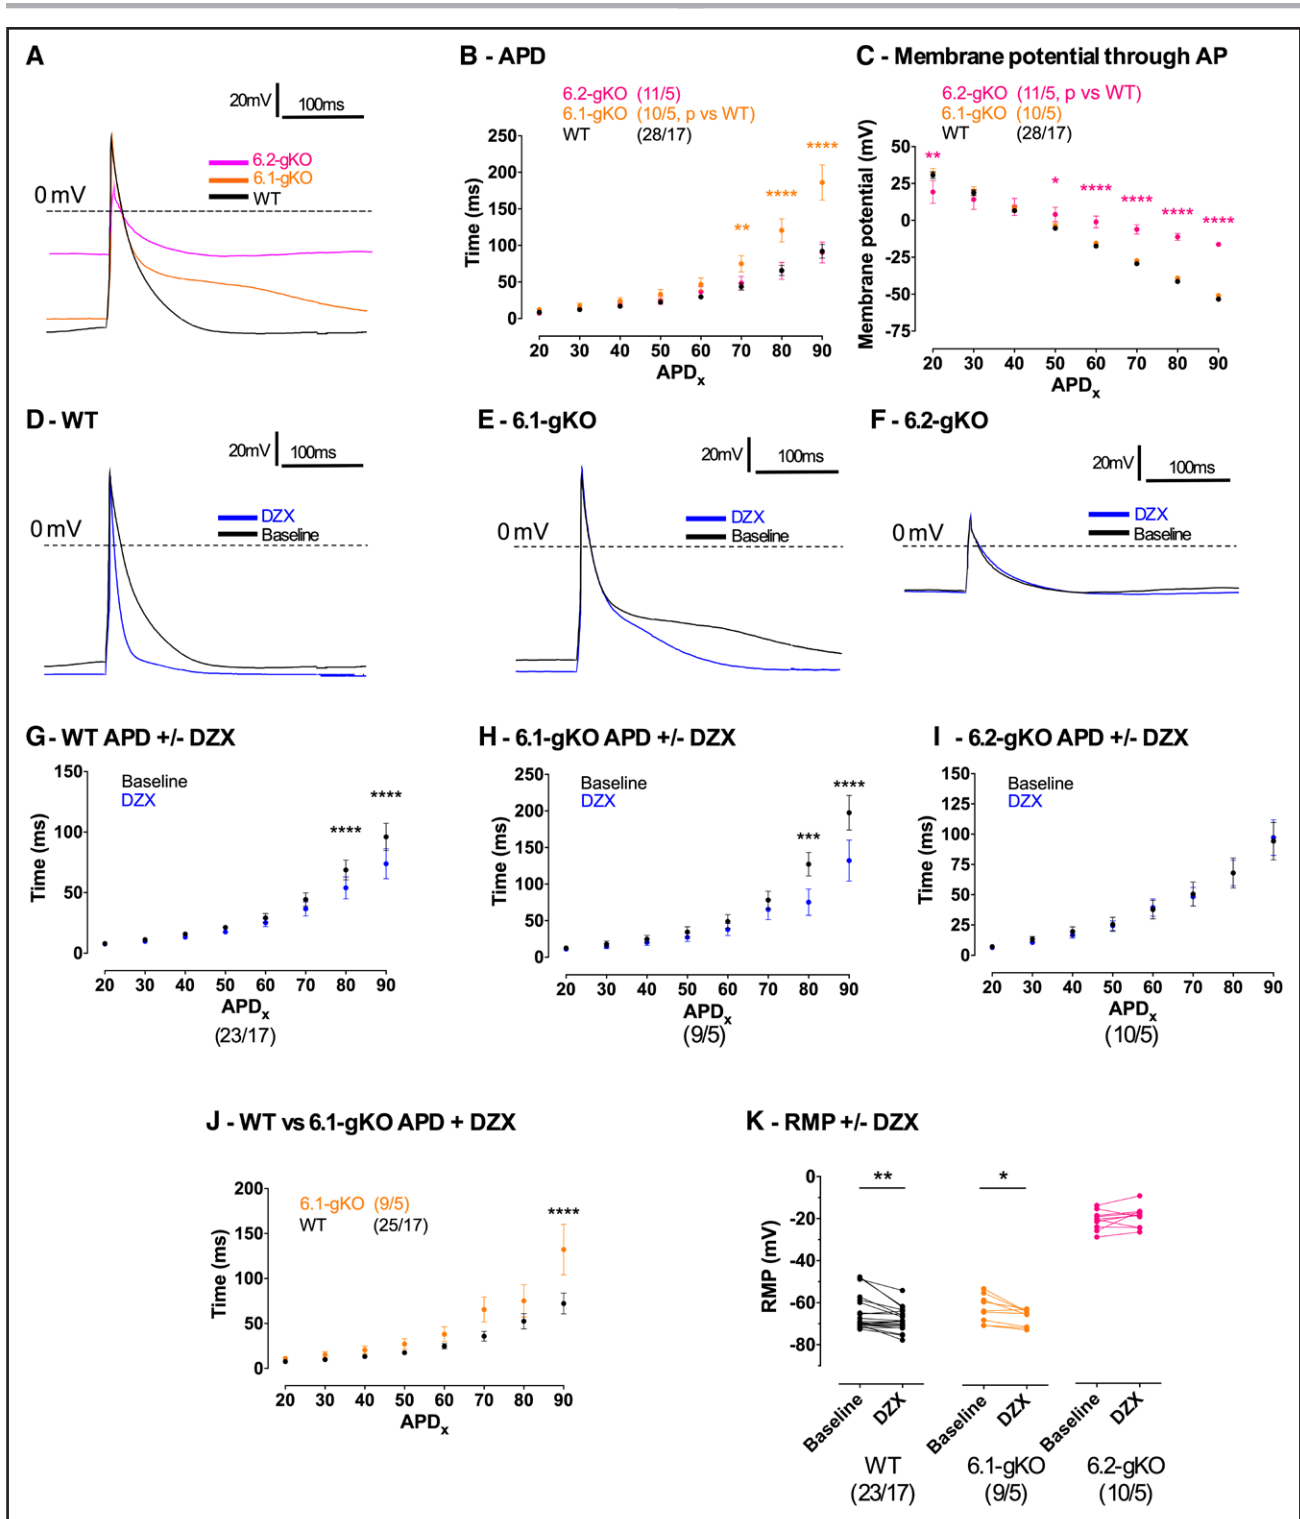 A
20mV
100ms
6.2-gKO
6.1-gKO
WT
0 mV
B - APD
6.2-gKO (11/5)
6.1-gKO (10/5, p vs WT)
WT (28/17)
Time (ms)
250
200
150
100
50
0
** **** ****
20 30 40 50 60 70 80 90
APDx
C - Membrane potential through AP
6.2-gKO (11/5, p vs WT)
6.1-gKO (10/5)
WT (28/17)
Membrane potential (mV)
50
25
0
-25
-50
-75
** * **** **** **** ****
20 30 40 50 60 70 80 90
APDx
D - WT
20mV
100ms
DZX
Baseline
0 mV
E - 6.1-gKO
20mV
100ms
DZX
Baseline
0 mV
F - 6.2-gKO
20mV
100ms
DZX
Baseline
0 mV
G - WT APD +/- DZX
Baseline
DZX
Time (ms)
150
100
50
0
**** ****
20 30 40 50 60 70 80 90
APDx
(23/17)
H - 6.1-gKO APD +/- DZX
Baseline
DZX
Time (ms)
250
200
150
100
50
0
*** ****
20 30 40 50 60 70 80 90
APDx
(9/5)
I - 6.2-gKO APD +/- DZX
Baseline
DZX
Time (ms)
150
125
100
75
50
25
0
20 30 40 50 60 70 80 90
APDx
(10/5)
J - WT vs 6.1-gKO APD + DZX
6.1-gKO (9/5)
WT (25/17)
Time (ms)
200
150
100
50
0
****
20 30 40 50 60 70 80 90
APDx
K - RMP +/- DZX
RMP (mV)
0
-20
-40
-60
-80
** *
Baseline DZX Baseline DZX Baseline DZX
WT 6.1-gKO 6.2-gKO
(23/17) (9/5) (10/5)